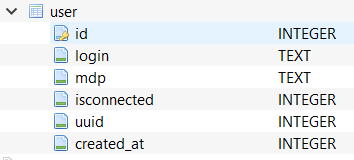 user
id INTEGER
login TEXT
mdp TEXT
isconnected INTEGER
uuid INTEGER
created_at INTEGER